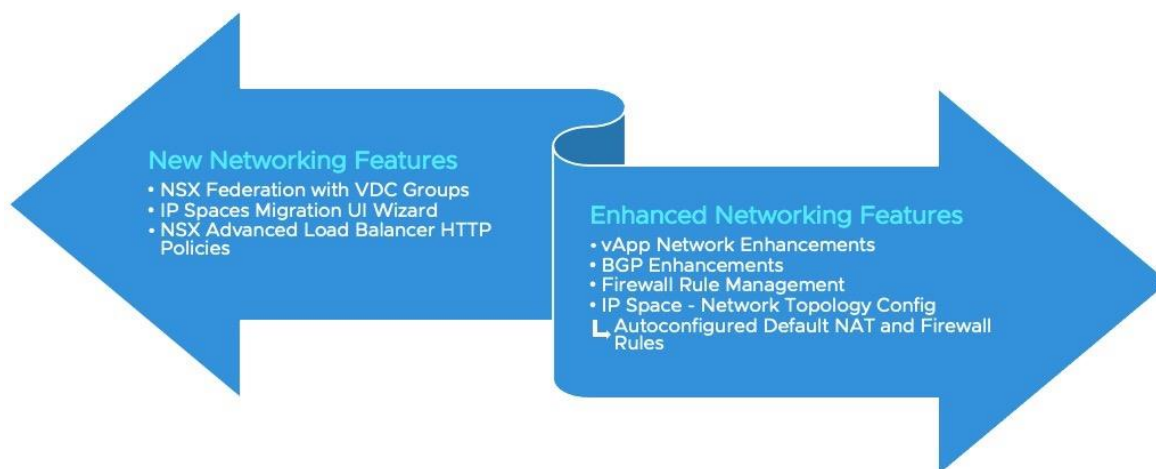 New Networking Features
• NSX Federation with VDC Groups
• IP Spaces Migration UI Wizard
• NSX Advanced Load Balancer HTTP
Policies
Enhanced Networking Features
• vApp Network Enhancements
• BGP Enhancements
• Firewall Rule Management
• IP Space - Network Topology Config
Autoconfigured Default NAT and Firewall
Rules